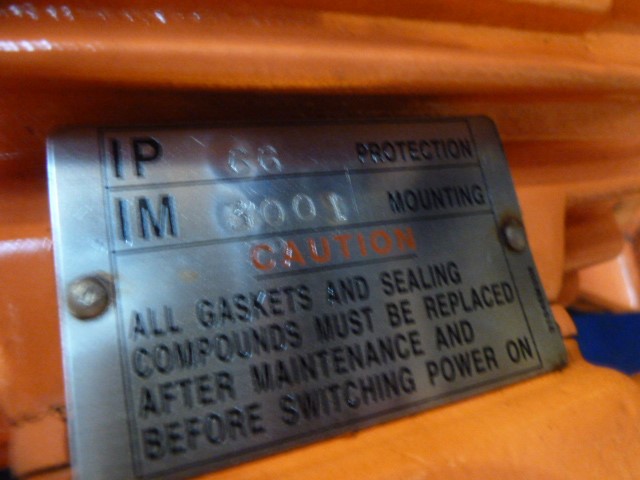 IP 66 PROTECTION
IM 3001 MOUNTING
CAUTION
ALL GASKETS AND SEALING
COMPOUNDS MUST BE REPLACED
AFTER MAINTENANCE AND
BEFORE SWITCHING POWER ON